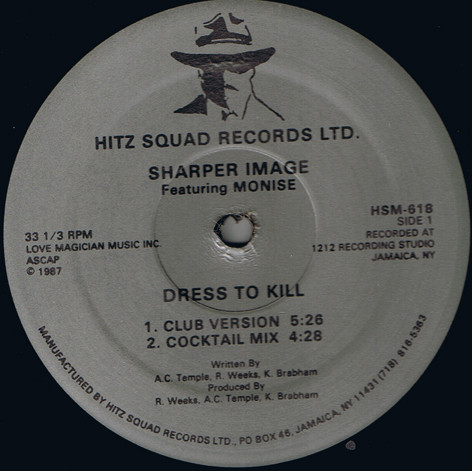 HITZ SQUAD RECORDS LTD.
SHARPER IMAGE
Featuring MONISE
33 1/3 RPM
LOVE MAGICIAN MUSIC INC.
ASCAP
© 1987
HSM-618
SIDE 1
RECORDED AT
1212 RECORDING STUDIO
JAMAICA, NY
DRESS TO KILL
1. CLUB VERSION 5:26
2. COCKTAIL MIX 4:28
Written By
A.C. Temple, R. Weeks, K. Brabham
Produced By
R. Weeks, A.C. Temple, K. Brabham
MANUFACTURED BY HITZ SQUAD RECORDS LTD., PO BOX 46, JAMAICA, NY 11431 (718) 816-5363